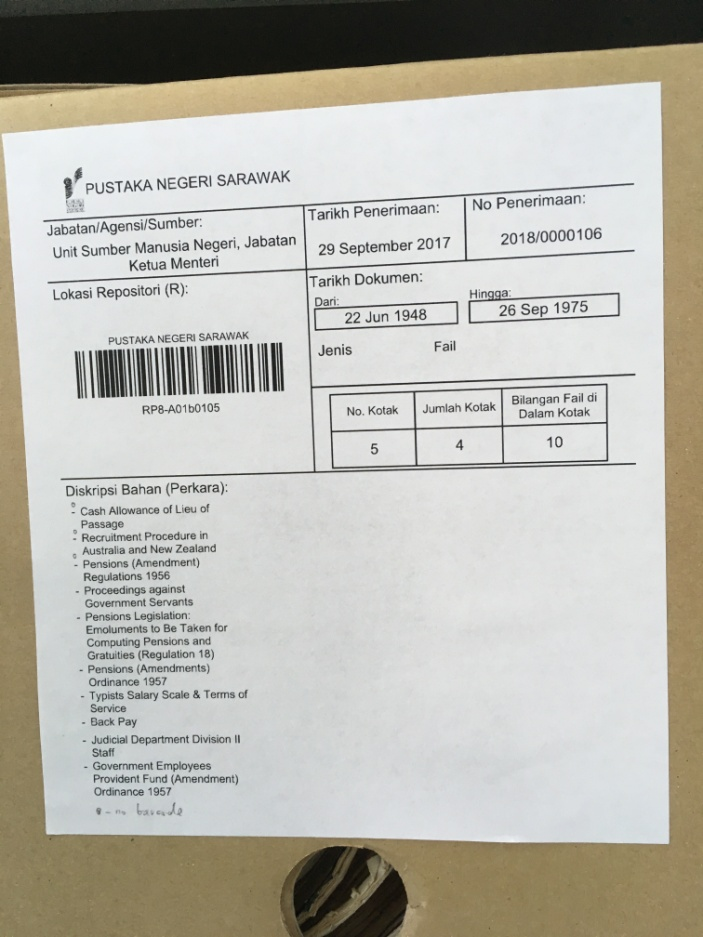 PUSTAKA NEGERI SARAWAK
Jabatan/Agensi/Sumber:
Unit Sumber Manusia Negeri, Jabatan
Ketua Menteri
Tarikh Penerimaan:
29 September 2017
No Penerimaan:
2018/0000106
Lokasi Repositori (R):
PUSTAKA NEGERI SARAWAK
RP8-A01b0105
Tarikh Dokumen:
Dari:
22 Jun 1948
Hingga:
26 Sep 1975
Jenis Fail
No. Kotak
Jumlah Kotak
Bilangan Fail di
Dalam Kotak
5
4
10
Diskripsi Bahan (Perkara):
- Cash Allowance of Lieu of
Passage
- Recruitment Procedure in
Australia and New Zealand
- Pensions (Amendment)
Regulations 1956
- Proceedings against
Government Servants
- Pensions Legislation:
Emoluments to Be Taken for
Computing Pensions and
Gratuities (Regulation 18)
- Pensions (Amendments)
Ordinance 1957
- Typists Salary Scale & Terms of
Service
- Back Pay
- Judicial Department Division II
Staff
- Government Employees
Provident Fund (Amendment)
Ordinance 1957
- no barcode